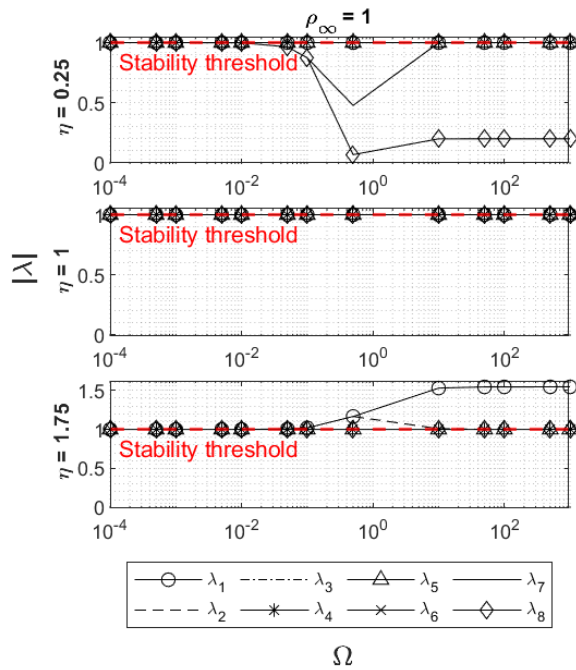 ρ∞ = 1
η = 0.25
1
0.5
0
Stability threshold
10⁻⁴ 10⁻² 10⁰ 10²
|λ|
η = 1
1
0.5
0
Stability threshold
10⁻⁴ 10⁻² 10⁰ 10²
η = 1.75
1.5
1
0.5
0
Stability threshold
10⁻⁴ 10⁻² 10⁰ 10²
λ₁ λ₃ λ₅ λ₇
λ₂ λ₄ λ₆ λ₈
Ω